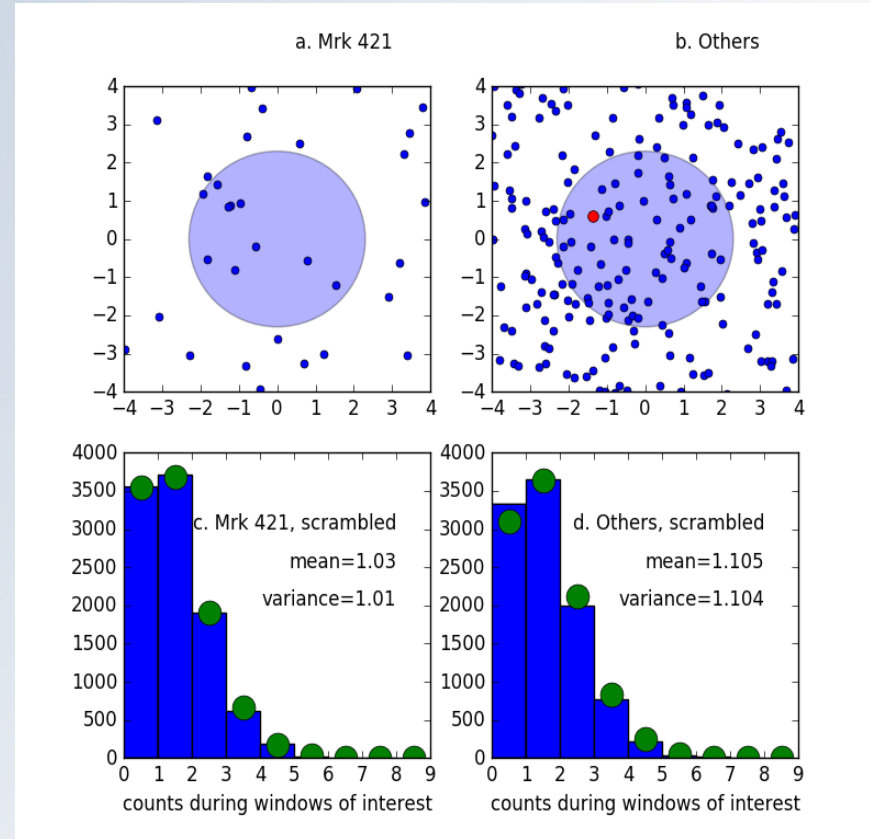 a. Mrk 421
b. Others
4
3
2
1
0
−1
−2
−3
−4
−4 −3 −2 −1 0 1 2 3 4
4
3
2
1
0
−1
−2
−3
−4
−4 −3 −2 −1 0 1 2 3 4
4000
3500
3000
2500
2000
1500
1000
500
0
c. Mrk 421, scrambled
mean=1.03
variance=1.01
0 1 2 3 4 5 6 7 8 9
counts during windows of interest
4000
3500
3000
2500
2000
1500
1000
500
0
d. Others, scrambled
mean=1.105
variance=1.104
0 1 2 3 4 5 6 7 8 9
counts during windows of interest